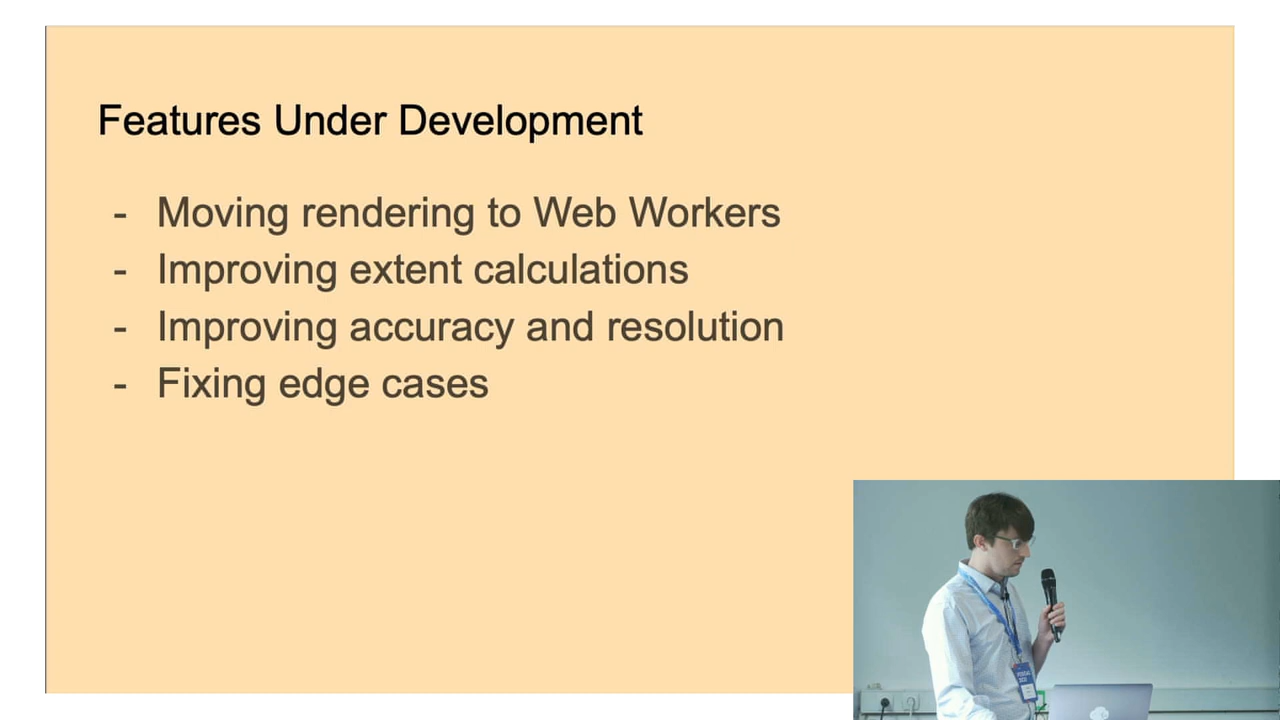 Features Under Development
- Moving rendering to Web Workers
- Improving extent calculations
- Improving accuracy and resolution
- Fixing edge cases